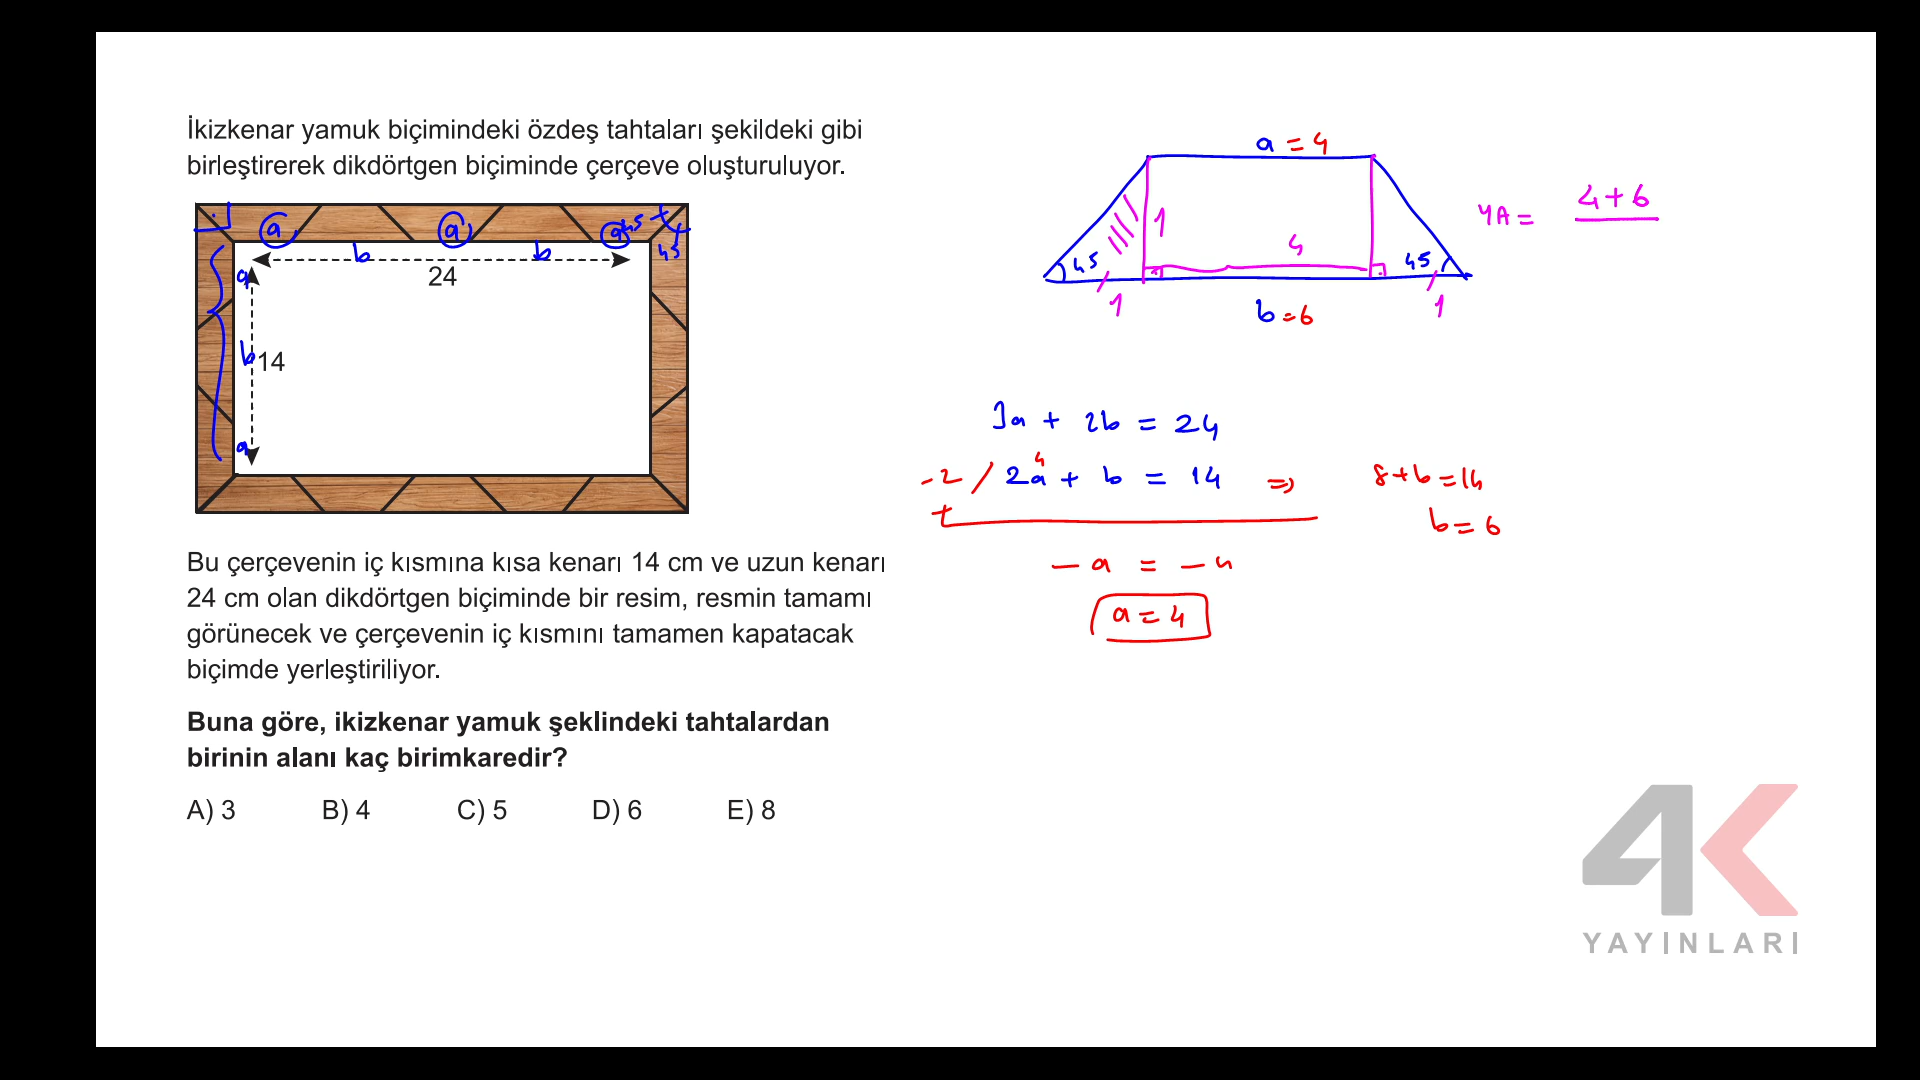 İkizkenar yamuk biçimindeki özdeş tahtaları şekildeki gibi
birleştirerek dikdörtgen biçiminde çerçeve oluşturuluyor.
a a a 45
b b 45
24
a
b 14
a
Bu çerçevenin iç kısmına kısa kenarı 14 cm ve uzun kenarı
24 cm olan dikdörtgen biçiminde bir resim, resmin tamamı
görünecek ve çerçevenin iç kısmını tamamen kapatacak
biçimde yerleştiriliyor.
Buna göre, ikizkenar yamuk şeklindeki tahtalardan
birinin alanı kaç birimkaredir?
A) 3 B) 4 C) 5 D) 6 E) 8
a = 4
1
4
45 45
1 1
b = 6
YA = 4 + 6
3a + 2b = 24
4
-2 / 2a + b = 14 ⇒ 8 + b = 14
+ b = 6
- a = - 4
a = 4
4K
YAYINLARI